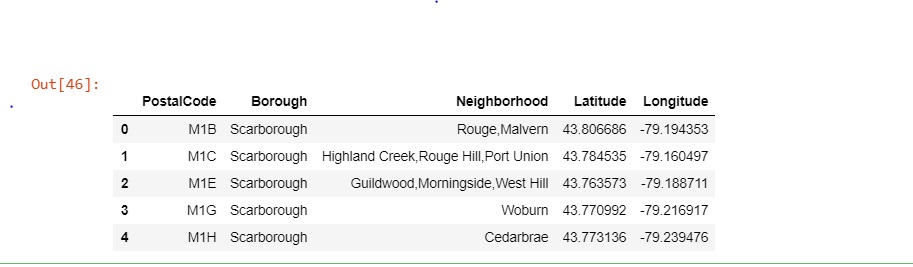 Out[46]:
PostalCode Borough Neighborhood Latitude Longitude
0 M1B Scarborough Rouge,Malvern 43.806686 -79.194353
1 M1C Scarborough Highland Creek,Rouge Hill,Port Union 43.784535 -79.160497
2 M1E Scarborough Guildwood,Morningside,West Hill 43.763573 -79.188711
3 M1G Scarborough Woburn 43.770992 -79.216917
4 M1H Scarborough Cedarbrae 43.773136 -79.239476